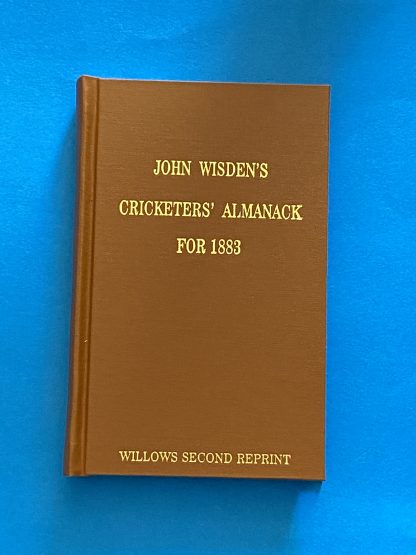 JOHN WISDEN'S
CRICKETERS' ALMANACK
FOR 1883
WILLOWS SECOND REPRINT